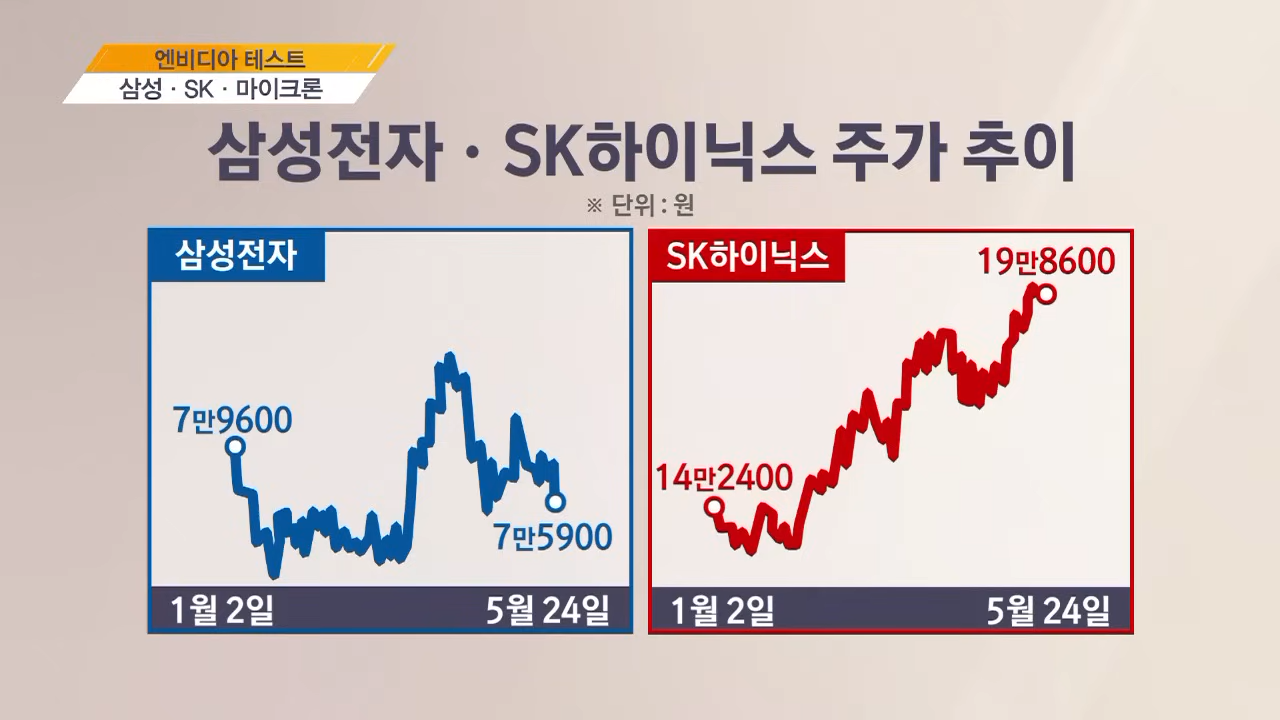 엔비디아 테스트
삼성 · SK · 마이크론
삼성전자 · SK하이닉스 주가 추이
※ 단위 : 원
삼성전자
7만9600
7만5900
1월 2일
5월 24일
SK하이닉스
19만8600
14만2400
1월 2일
5월 24일